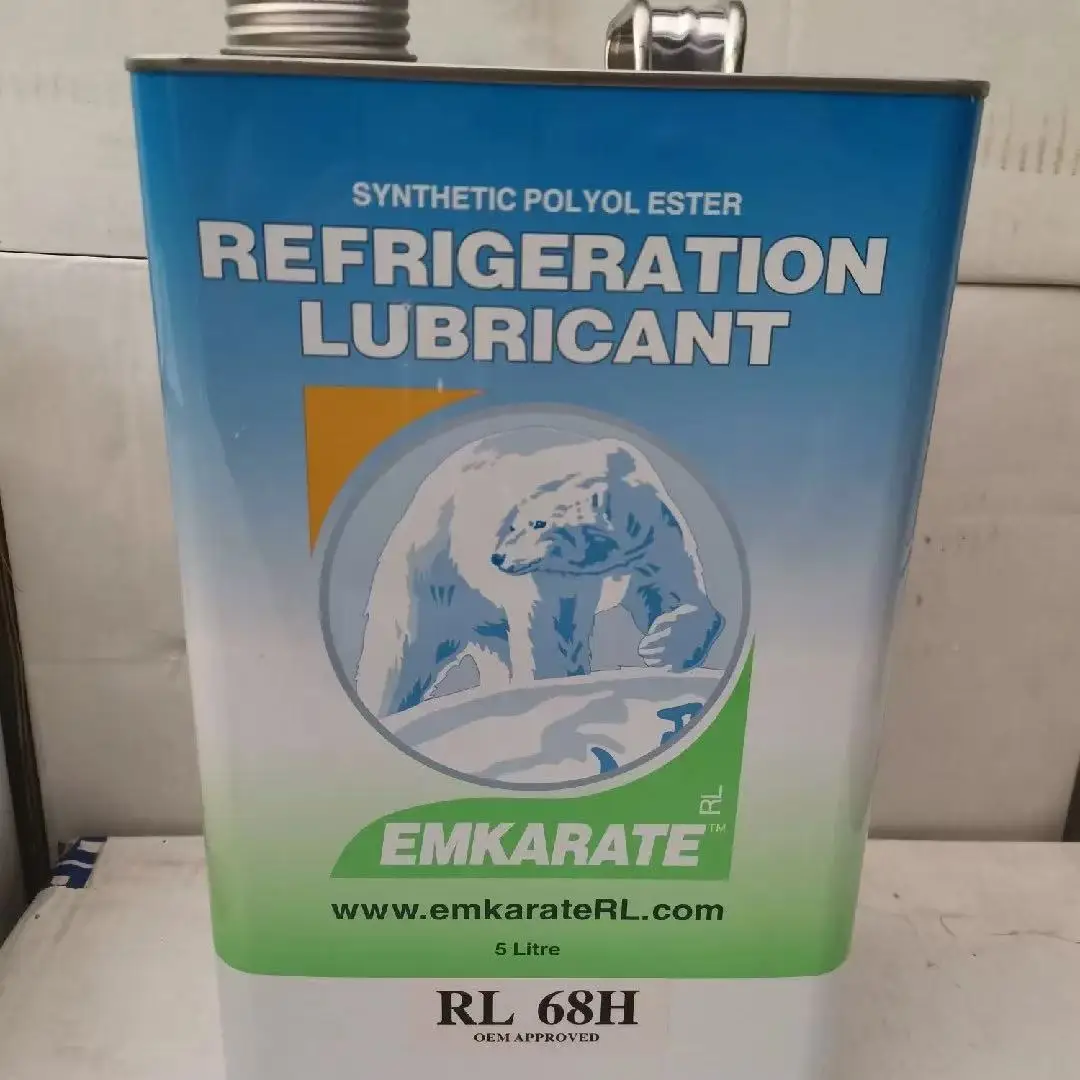 SYNTHETIC POLYOL ESTER
REFRIGERATION
LUBRICANT
RL
EMKARATE™
www.emkarateRL.com
5 Litre
RL 68H
OEM APPROVED